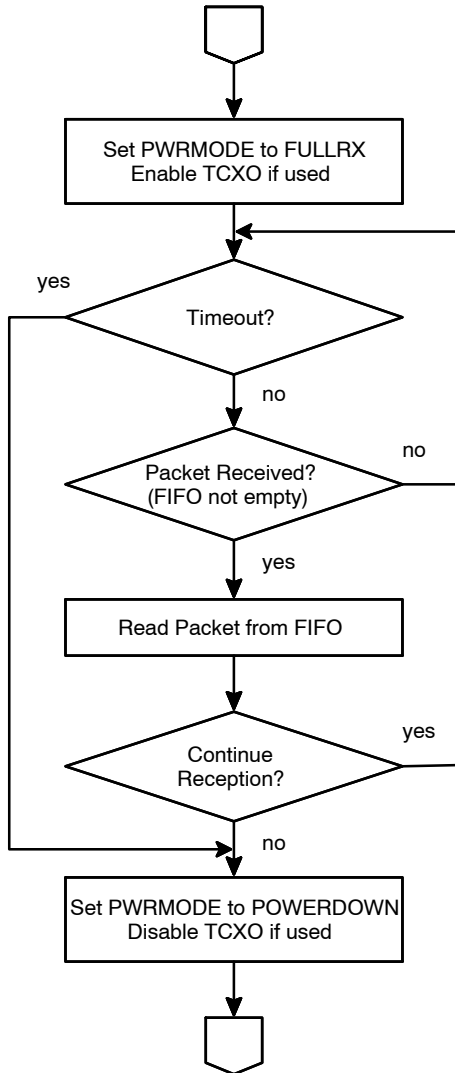 Set PWRMODE to FULLRX
Enable TCXO if used
yes
Timeout?
no
Packet Received?
(FIFO not empty)
no
yes
Read Packet from FIFO
Continue
Reception?
yes
no
Set PWRMODE to POWERDOWN
Disable TCXO if used